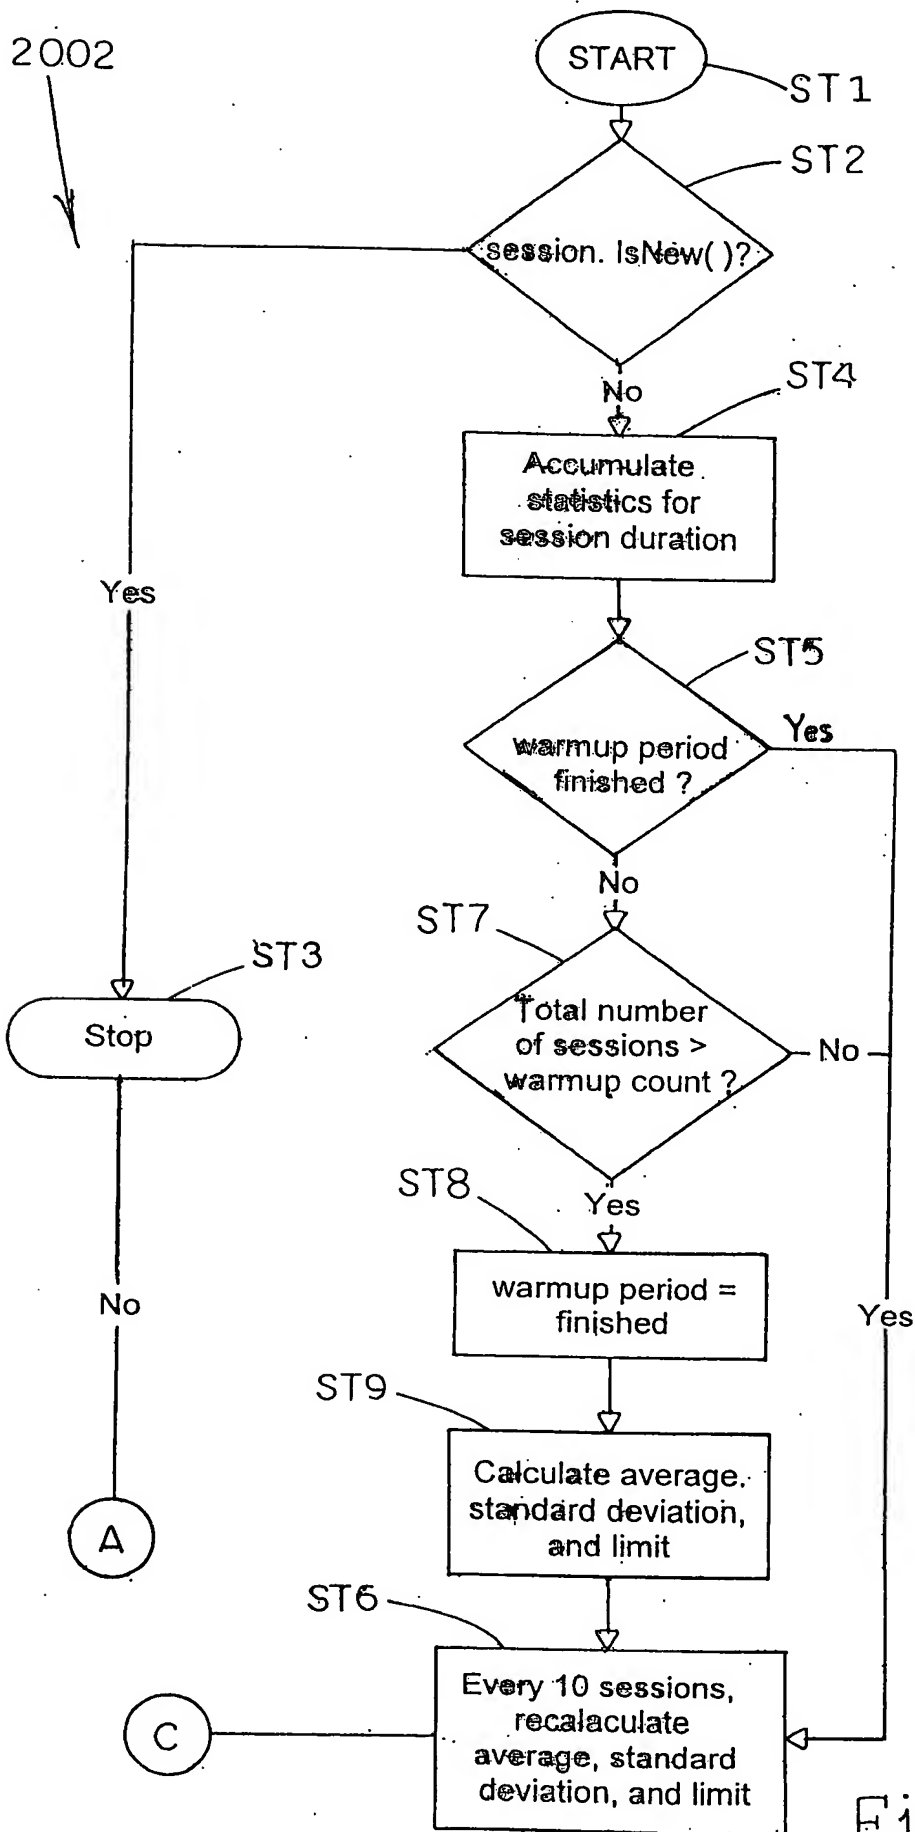 2002
START
ST1
ST2
session. IsNew( )?
No
ST4
Accumulate
statistics for
session duration
Yes
ST5
Yes
warmup period
finished ?
No
ST7
ST3
Stop
Total number
of sessions >
warmup count ?
No
ST8
Yes
warmup period =
finished
No
Yes
ST9
Calculate average,
standard deviation,
and limit
A
ST6
Every 10 sessions,
recalaculate
average, standard
deviation, and limit
C